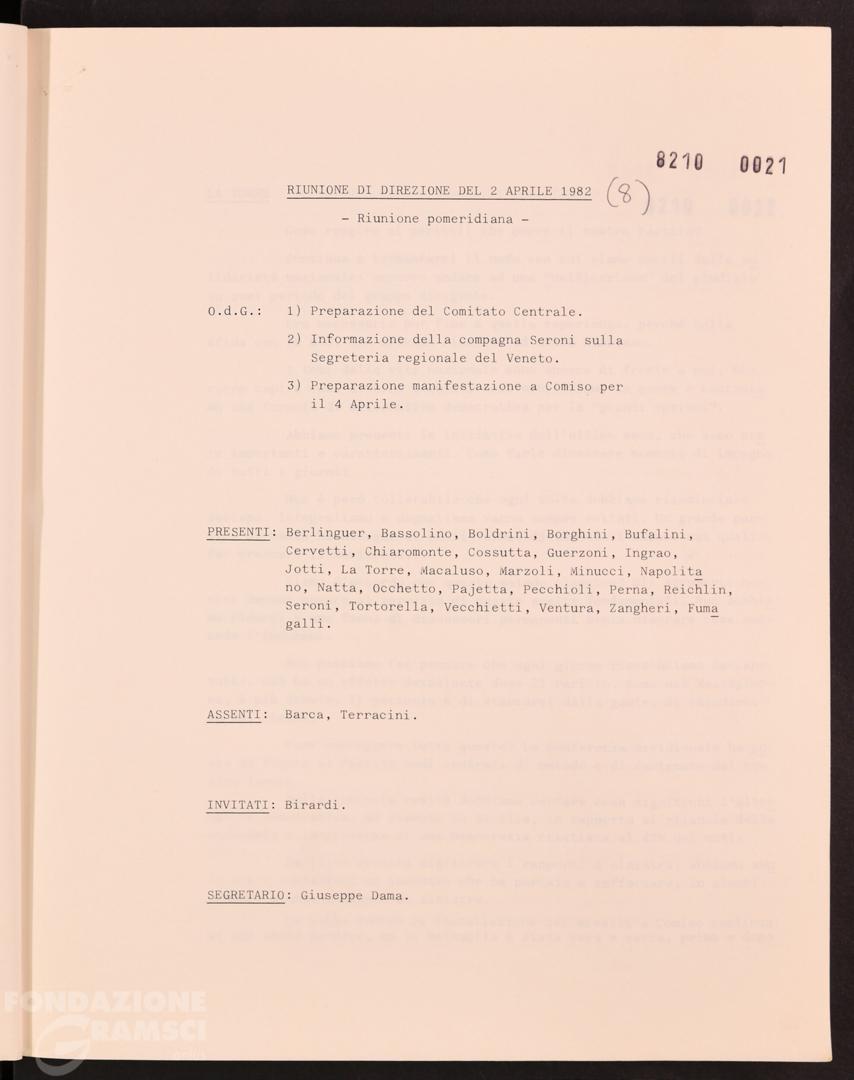 8210 0021
RIUNIONE DI DIREZIONE DEL 2 APRILE 1982 (8)
- Riunione pomeridiana -
O.d.G.: 1) Preparazione del Comitato Centrale.
2) Informazione della compagna Seroni sulla
Segreteria regionale del Veneto.
3) Preparazione manifestazione a Comiso per
il 4 Aprile.
PRESENTI: Berlinguer, Bassolino, Boldrini, Borghini, Bufalini,
Cervetti, Chiaromonte, Cossutta, Guerzoni, Ingrao,
Jotti, La Torre, Macaluso, Marzoli, Minucci, Napolita
no, Natta, Occhetto, Pajetta, Pecchioli, Perna, Reichlin,
Seroni, Tortorella, Vecchietti, Ventura, Zangheri, Fuma
galli.
ASSENTI: Barca, Terracini.
INVITATI: Birardi.
SEGRETARIO: Giuseppe Dama.
FONDAZIONE
GRAMSCI